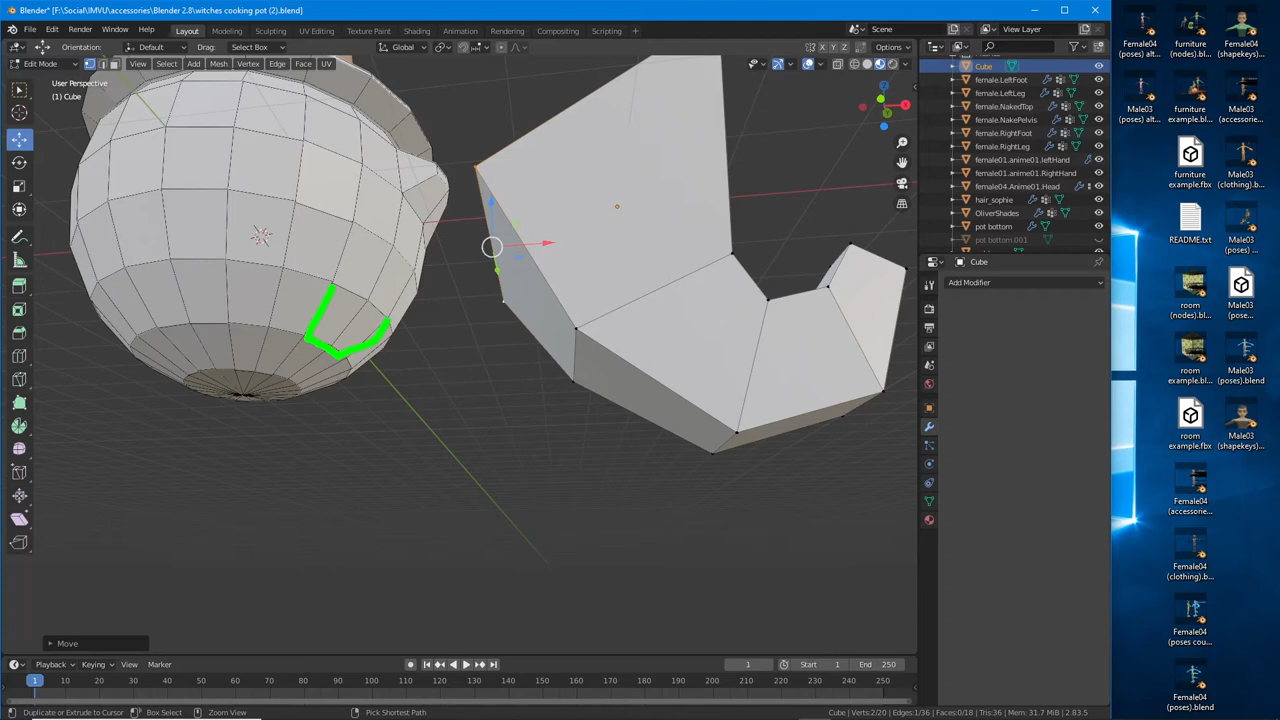 Blender* [F:\Social\IMVU\accessories\Blender 2.8\witches cooking pot (2).blend]
File Edit Render Window Help Layout Modeling Sculpting UV Editing Texture Paint Shading Animation Rendering Compositing Scripting + Scene View Layer
Orientation: Default Drag: Select Box Global X Y Z Options
Edit Mode View Select Add Mesh Vertex Edge Face UV
User Perspective
(1) Cube
Cube
female.LeftFoot
female.LeftLeg
female.NakedTop
female.NakePelvis
female.RightFoot
female.RightLeg
female01.anime01.leftHand
female01.anime01.RightHand
female04.Anime01.Head
hair_sophie
OliverShades
pot bottom
pot bottom.001
Cube
Add Modifier
Z
X
Y
Move
Playback Keying View Marker 1 Start 1 End 250
1 10 20 30 40 50 60 70 80 90 100 110 120 130 140 150 160 170 180 190 200 210 220 230 240 250
Duplicate or Extrude to Cursor Box Select Zoom View Pick Shortest Path Cube | Verts:2/20 | Edges:1/36 | Faces:0/18 | Tris:36 | Mem: 31.7 MiB | 2.83.5
Female04
(poses) alt...
furniture
(nodes).bl...
Female04
(shapekeys)...
Male03
(poses) alt...
furniture
example.bl...
Male03
(accessorie...
furniture
example.fbx
Male03
(clothing).b...
README.txt
Male03
(poses) ...
room
(nodes).bl...
room
example.fbx
room
example.bl...
Male03
(poses).blend
room
example.fbx
Male03
(shapekeys)...
Female04
(accessorie...
Female04
(clothing).b...
Female04
(poses cou...
Female04
(poses).blend